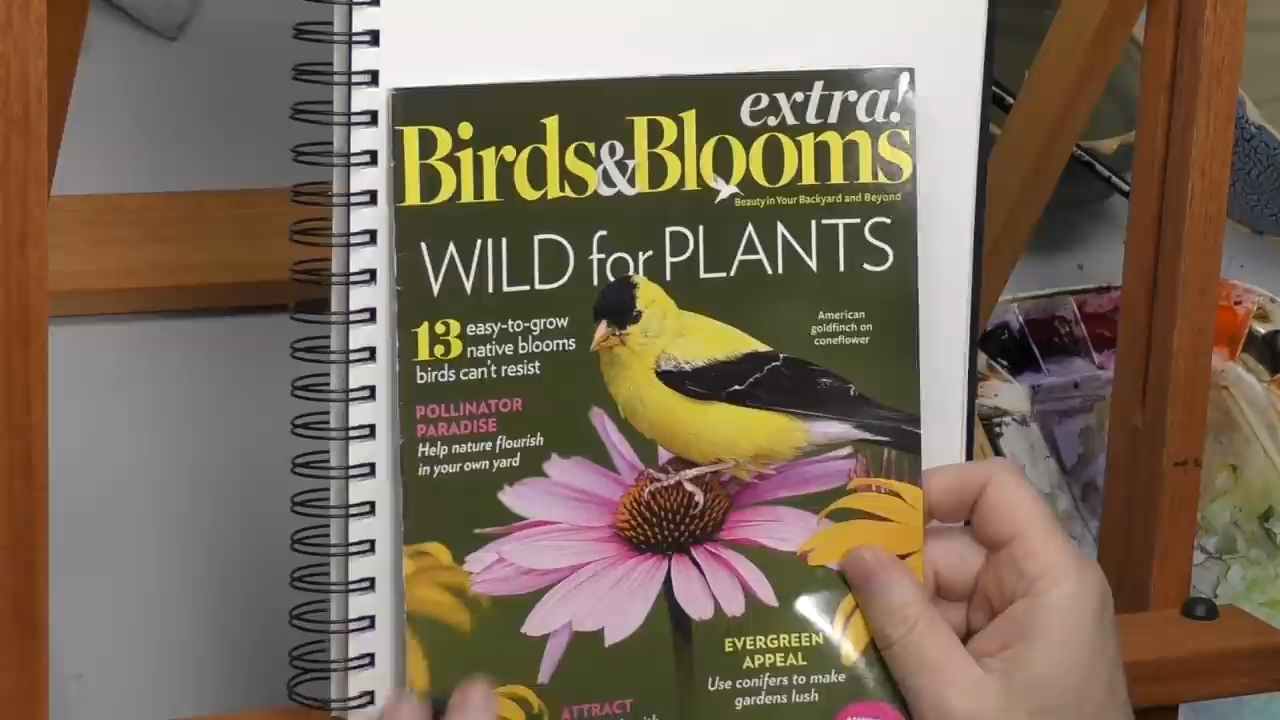 extra!
Birds&Blooms
Beauty in Your Backyard and Beyond
WILD for PLANTS
13 easy-to-grow
native blooms
birds can't resist
American
goldfinch on
coneflower
POLLINATOR
PARADISE
Help nature flourish
in your own yard
EVERGREEN
APPEAL
Use conifers to make
gardens lush
ATTRACT